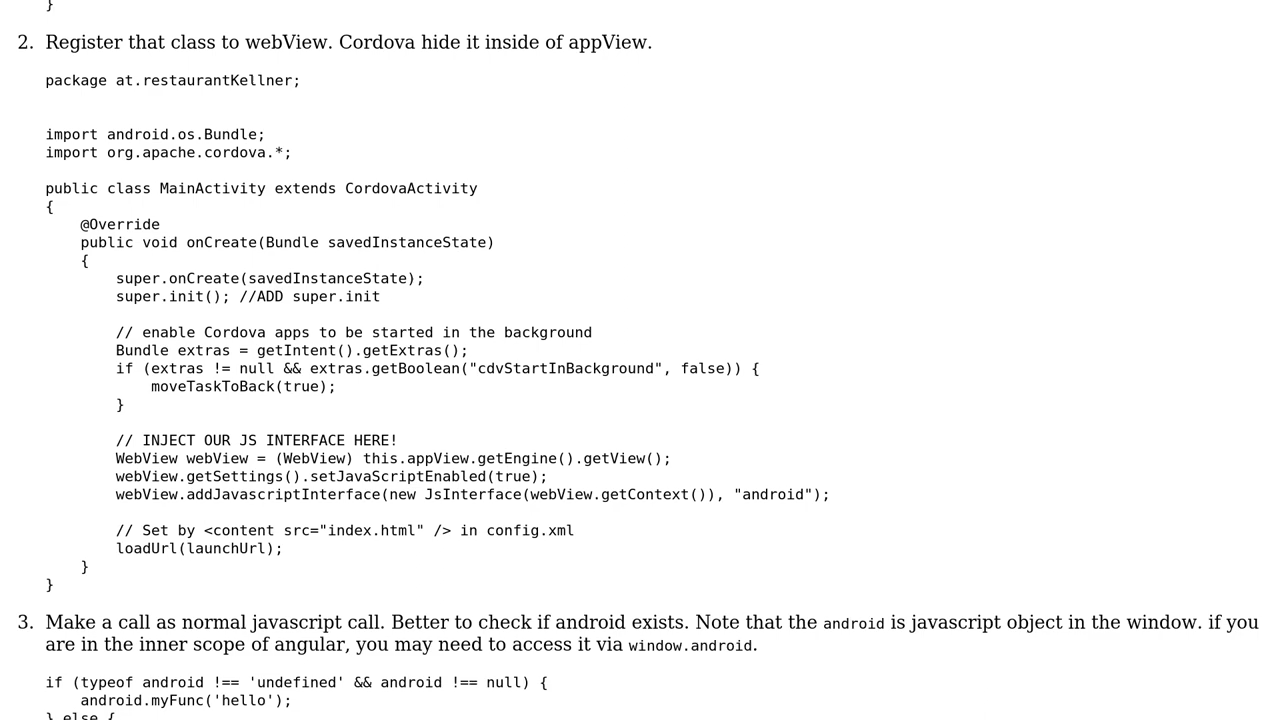 }
2. Register that class to webView. Cordova hide it inside of appView.
package at.restaurantKellner;
import android.os.Bundle;
import org.apache.cordova.*;
public class MainActivity extends CordovaActivity
{
@Override
public void onCreate(Bundle savedInstanceState)
{
super.onCreate(savedInstanceState);
super.init(); //ADD super.init
// enable Cordova apps to be started in the background
Bundle extras = getIntent().getExtras();
if (extras != null && extras.getBoolean("cdvStartInBackground", false)) {
moveTaskToBack(true);
}
// INJECT OUR JS INTERFACE HERE!
WebView webView = (WebView) this.appView.getEngine().getView();
webView.getSettings().setJavaScriptEnabled(true);
webView.addJavascriptInterface(new JsInterface(webView.getContext()), "android");
// Set by <content src="index.html" /> in config.xml
loadUrl(launchUrl);
}
}
3. Make a call as normal javascript call. Better to check if android exists. Note that the android is javascript object in the window. if you
are in the inner scope of angular, you may need to access it via window.android.
if (typeof android !== 'undefined' && android !== null) {
android.myFunc('hello');
} else {